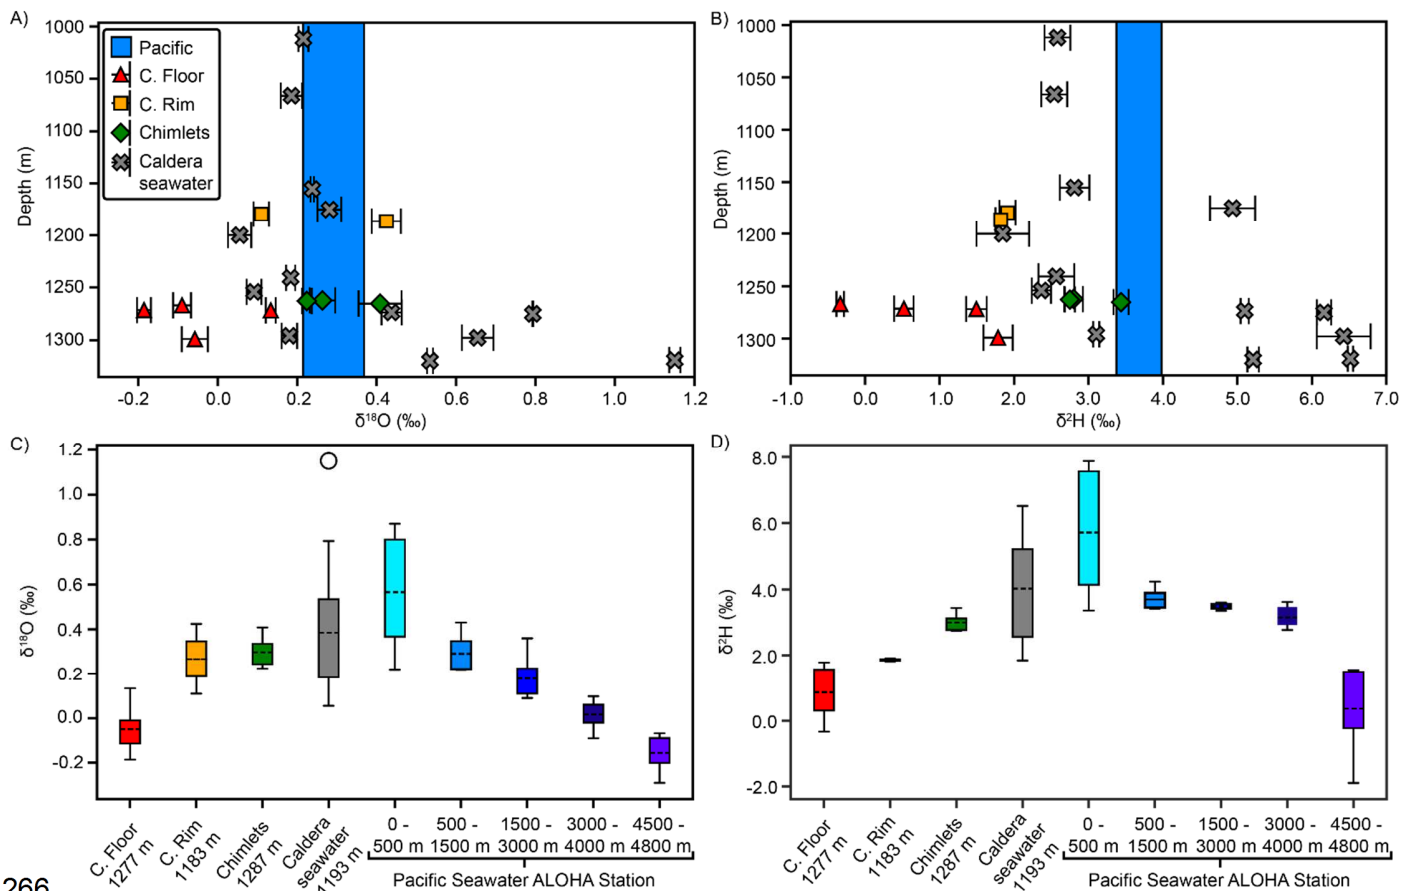 A)
1000
1050
1100
1150
1200
1250
1300
Depth (m)
Pacific
C. Floor
C. Rim
Chimlets
Caldera
seawater
-0.2
0.0
0.2
0.4
0.6
0.8
1.0
1.2
δ¹⁸O (‰)
B)
1000
1050
1100
1150
1200
1250
1300
Depth (m)
-1.0
0.0
1.0
2.0
3.0
4.0
5.0
6.0
7.0
δ²H (‰)
C)
1.2
1.0
0.8
0.6
0.4
0.2
0.0
-0.2
δ¹⁸O (‰)
C. Floor
1277 m
C. Rim
1183 m
Chimlets
1287 m
Caldera
seawater
1193 m
0 -
500 m
500 -
1500 m
1500 -
3000 m
3000 -
4000 m
4500 -
4800 m
Pacific Seawater ALOHA Station
D)
8.0
6.0
4.0
2.0
0.0
-2.0
δ²H (‰)
C. Floor
1277 m
C. Rim
1183 m
Chimlets
1287 m
Caldera
seawater
1193 m
0 -
500 m
500 -
1500 m
1500 -
3000 m
3000 -
4000 m
4500 -
4800 m
Pacific Seawater ALOHA Station
266